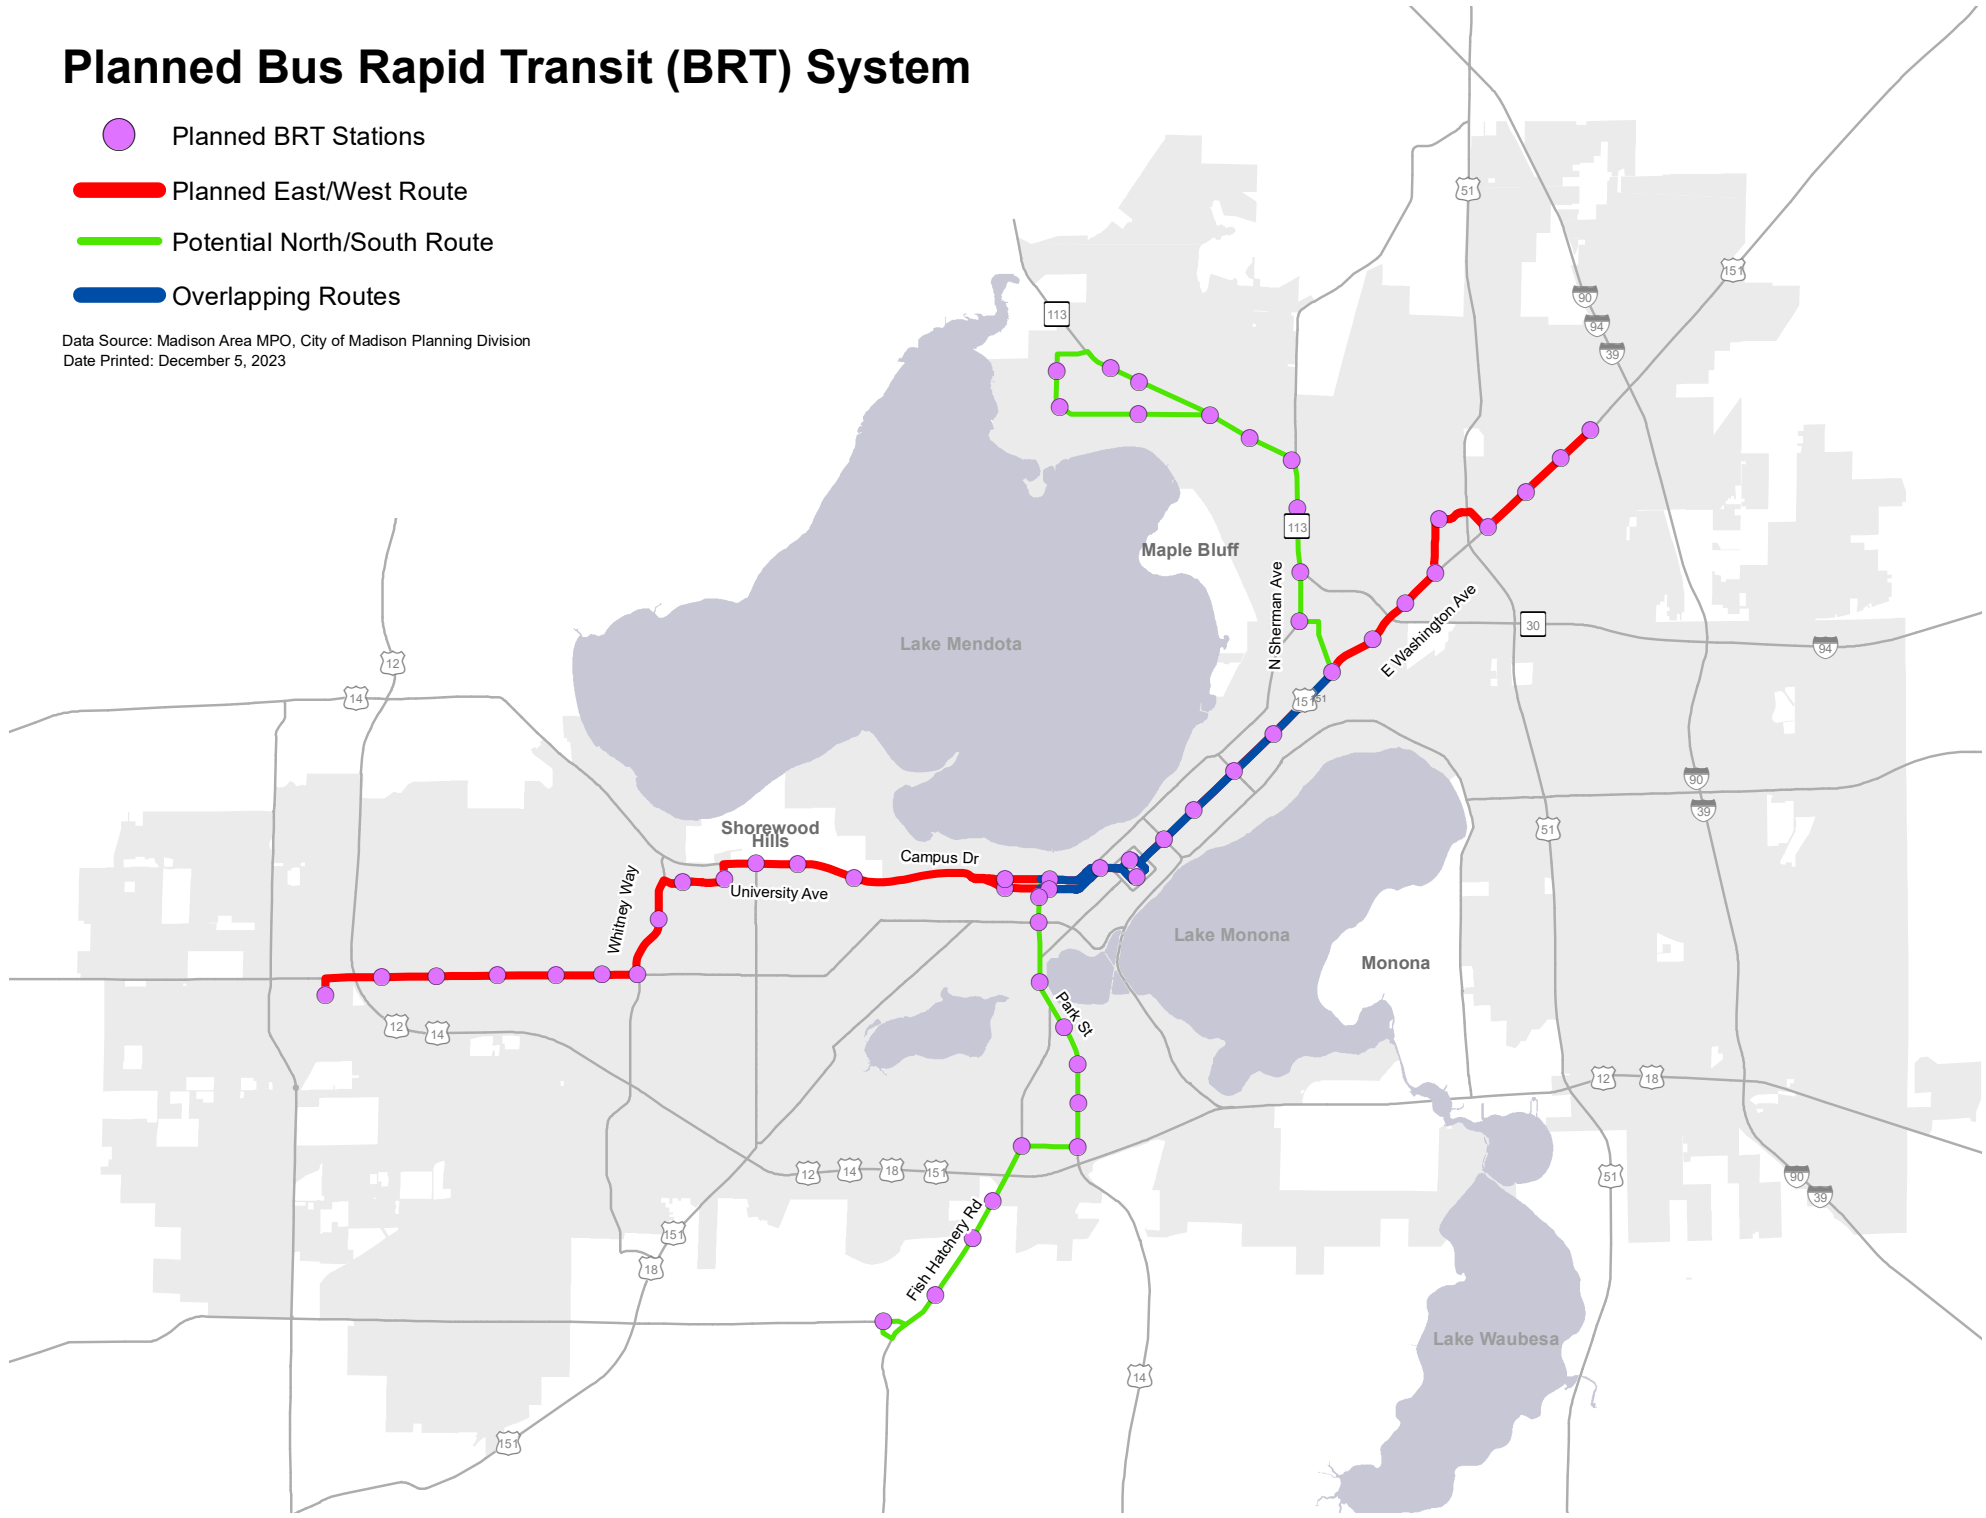 Planned Bus Rapid Transit (BRT) System
Planned BRT Stations
Planned East/West Route
Potential North/South Route
Overlapping Routes
Data Source: Madison Area MPO, City of Madison Planning Division
Date Printed: December 5, 2023
51
151
90
94
39
113
113
Maple Bluff
N Sherman Ave
E Washington Ave
30
94
Lake Mendota
12
14
151
151
90
39
51
Shorewood
Hills
Campus Dr
University Ave
Whitney Way
Lake Monona
Monona
Park St
12
14
12
18
12
14
18
151
51
90
39
Fish Hatchery Rd
151
18
Lake Waubesa
14
151